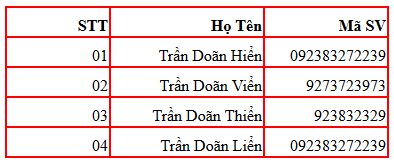 STT Họ Tên Mã SV
01 Trần Doãn Hiển 092383272239
02 Trần Doãn Viển 9273723973
03 Trần Doãn Thiển 923832329
04 Trần Doãn Liển 092383272239